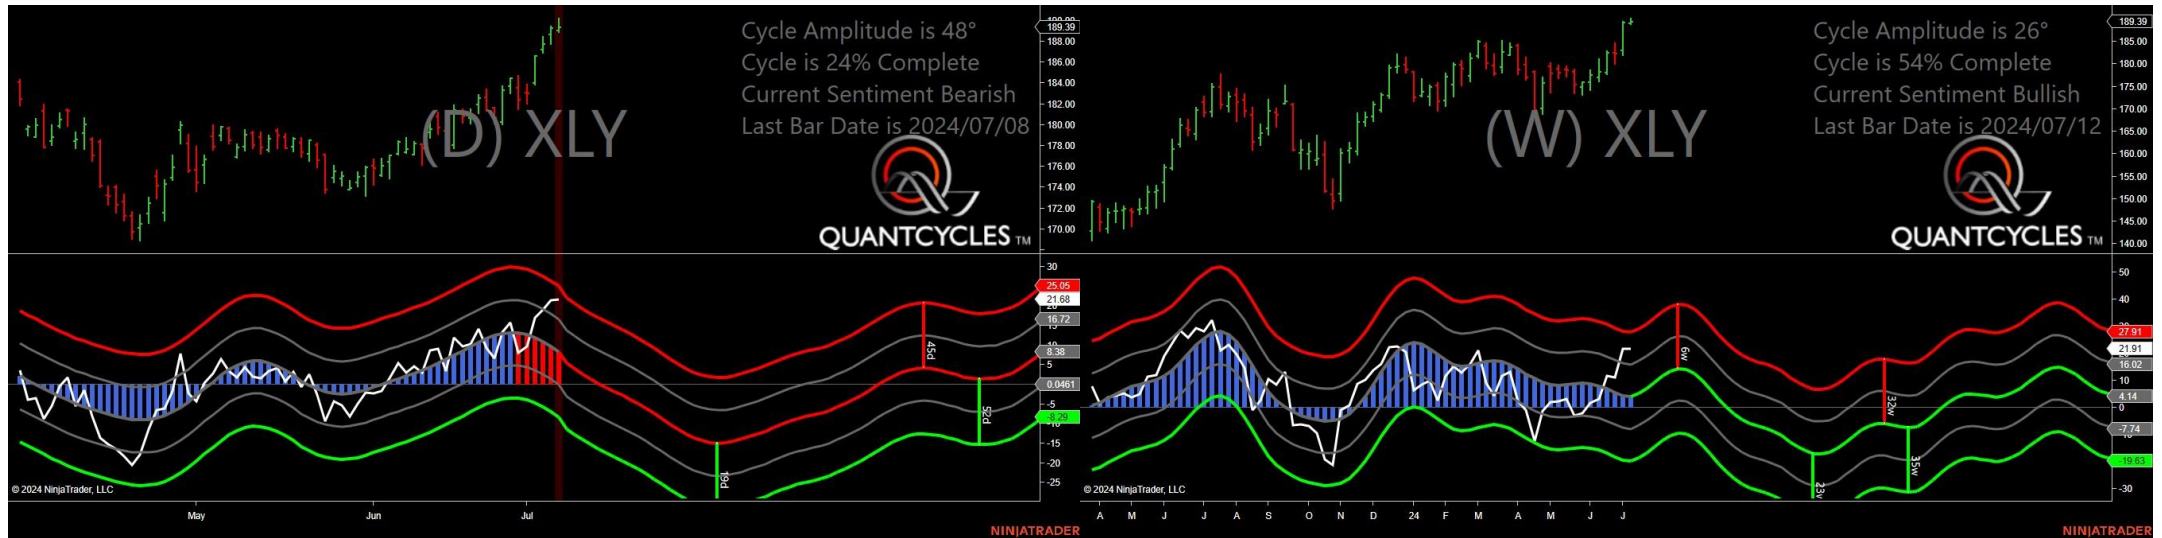 Cycle Amplitude is 48°
Cycle is 24% Complete
Current Sentiment Bearish
Last Bar Date is 2024/07/08
(D) XLY
QUANTCYCLES TM
189.39
188.00
186.00
184.00
182.00
180.00
178.00
176.00
174.00
172.00
170.00
30
25.05
21.68
16.72
8.38
5
0.0461
-5
-8.29
-15
-20
-25
19d
45d
52d
© 2024 NinjaTrader, LLC
May
Jun
Jul
NINJATRADER
Cycle Amplitude is 26°
Cycle is 54% Complete
Current Sentiment Bullish
Last Bar Date is 2024/07/12
(W) XLY
QUANTCYCLES TM
189.39
185.00
180.00
175.00
170.00
165.00
160.00
155.00
150.00
145.00
140.00
50
40
27.91
21.91
16.02
10
4.14
0
-7.74
-19.63
-30
6w
23w
32w
35w
© 2024 NinjaTrader, LLC
A M J J A S O N D 24 F M A M J J
NINJATRADER